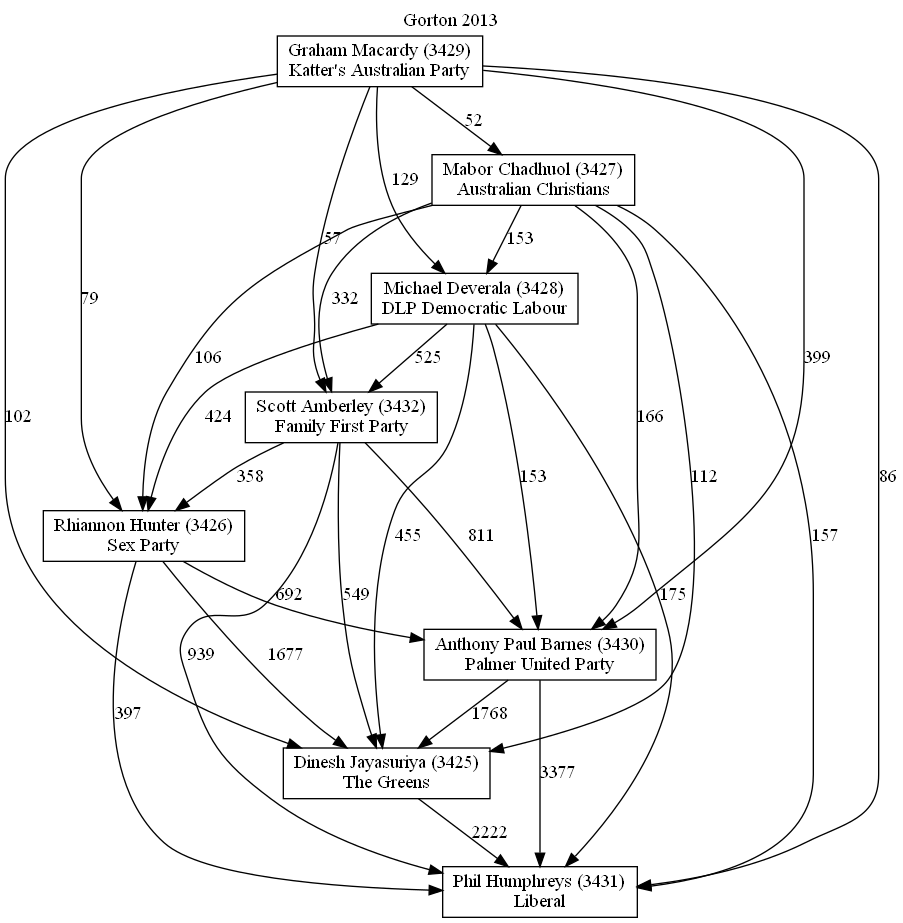 Gorton 2013
Graham Macardy (3429)
Katter's Australian Party
52
Mabor Chadhuol (3427)
Australian Christians
129
57
153
Michael Deverala (3428)
DLP Democratic Labour
79
332
106
525
399
Scott Amberley (3432)
Family First Party
102
424
166
358
153
112
86
Rhiannon Hunter (3426)
Sex Party
455
811
157
692
549
175
Anthony Paul Barnes (3430)
Palmer United Party
939
1677
397
1768
Dinesh Jayasuriya (3425)
The Greens
3377
2222
Phil Humphreys (3431)
Liberal